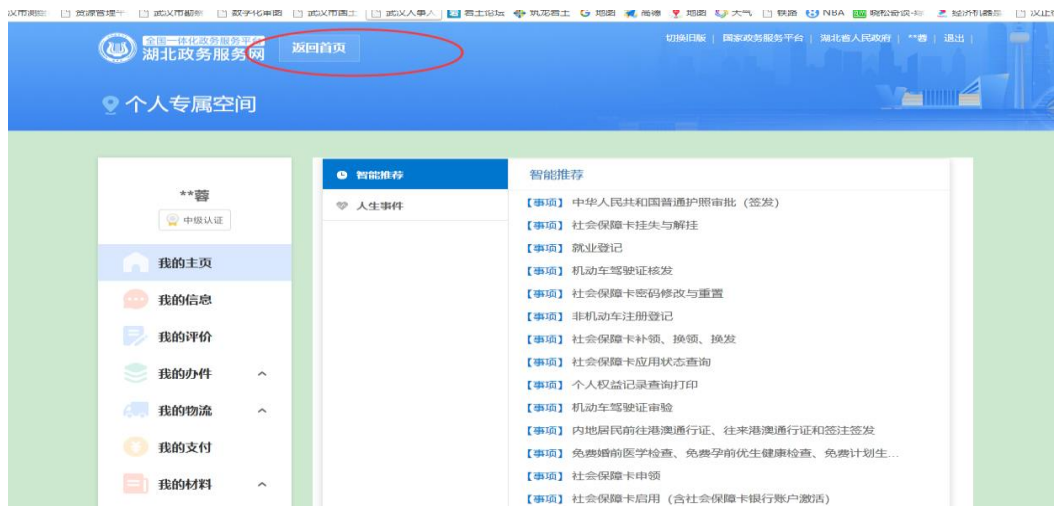 资源管理平
武汉市勘察
数字化审图
武汉市国土
武汉人事人
岩土论坛
筑龙岩土
地图
高德
地图
天气
铁路
NBA
晓松奇谈-号
经济机器是
全国一体化政务服务平台
湖北政务服务网
返回首页
切换旧版 | 国家政务服务平台 | 湖北省人民政府 | **蓉 | 退出 |
个人专属空间
**蓉
中级认证
我的主页
我的信息
我的评价
我的办件
我的物流
我的支付
我的材料
智能推荐
人生事件
智能推荐
【事项】 中华人民共和国普通护照审批（签发）
【事项】 社会保障卡挂失与解挂
【事项】 就业登记
【事项】 机动车驾驶证核发
【事项】 社会保障卡密码修改与重置
【事项】 非机动车注册登记
【事项】 社会保障卡补领、换领、换发
【事项】 社会保障卡应用状态查询
【事项】 个人权益记录查询打印
【事项】 机动车驾驶证审验
【事项】 内地居民前往港澳通行证、往来港澳通行证和签注签发
【事项】 免费婚前医学检查、免费孕前优生健康检查、免费计划生...
【事项】 社会保障卡申领
【事项】 社会保障卡启用（含社会保障卡银行账户激活）